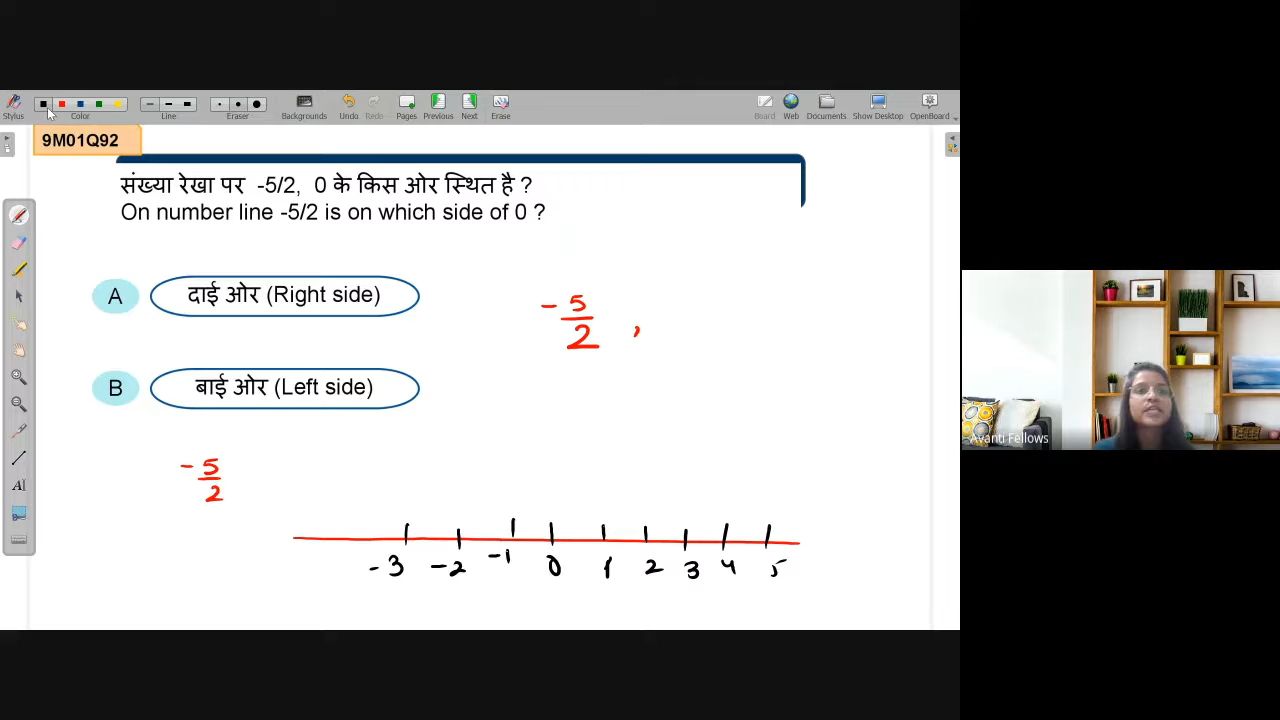 Stylus
Color
Line
Eraser
Backgrounds
Undo
Redo
Pages
Previous
Next
Erase
Board
Web
Documents
Show Desktop
OpenBoard
9M01Q92
संख्या रेखा पर -5/2, 0 के किस ओर स्थित है ?
On number line -5/2 is on which side of 0 ?
A दाई ओर (Right side)
- 5
2 ,
B बाई ओर (Left side)
- 5
2
-3 -2 -1 0 1 2 3 4 5
Avanti Fellows